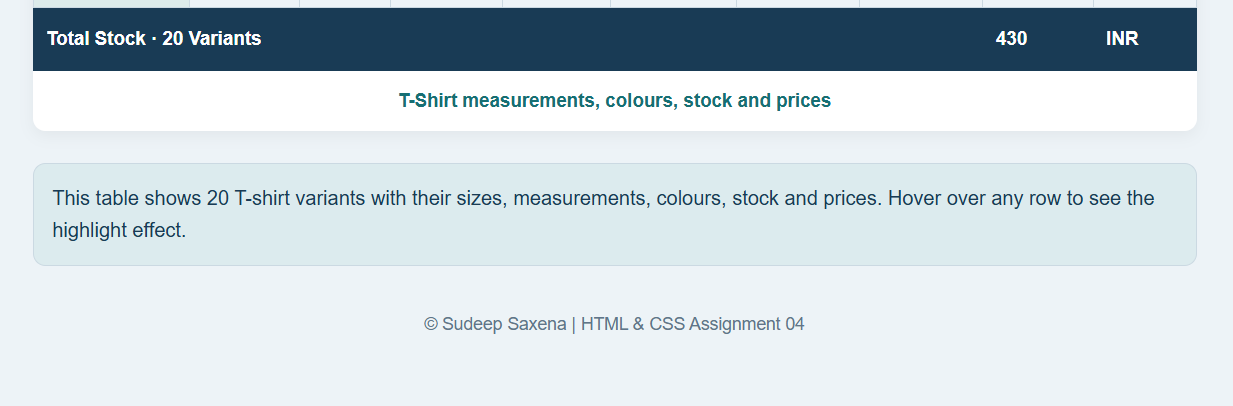 Total Stock · 20 Variants 430 INR
T-Shirt measurements, colours, stock and prices
This table shows 20 T-shirt variants with their sizes, measurements, colours, stock and prices. Hover over any row to see the
highlight effect.
© Sudeep Saxena | HTML & CSS Assignment 04